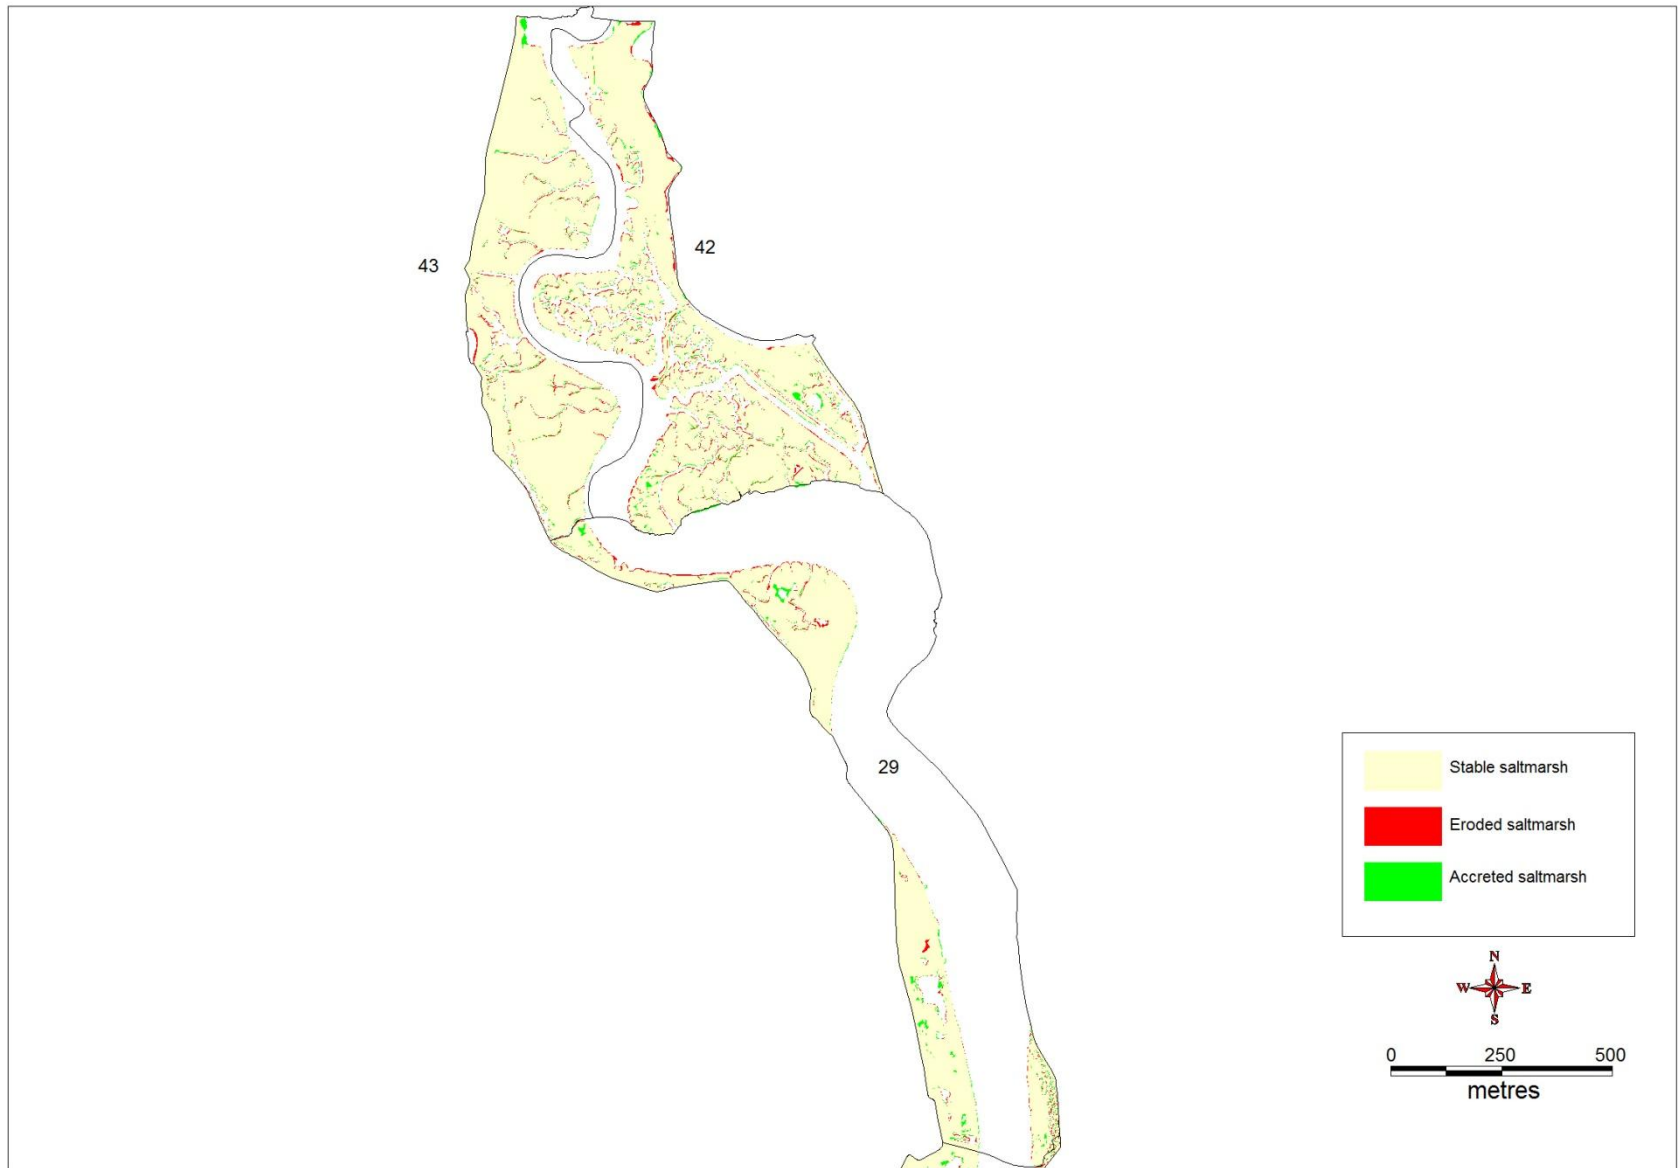 42
43
29
Stable saltmarsh
Eroded saltmarsh
Accreted saltmarsh
N
W E
S
0 250 500
metres